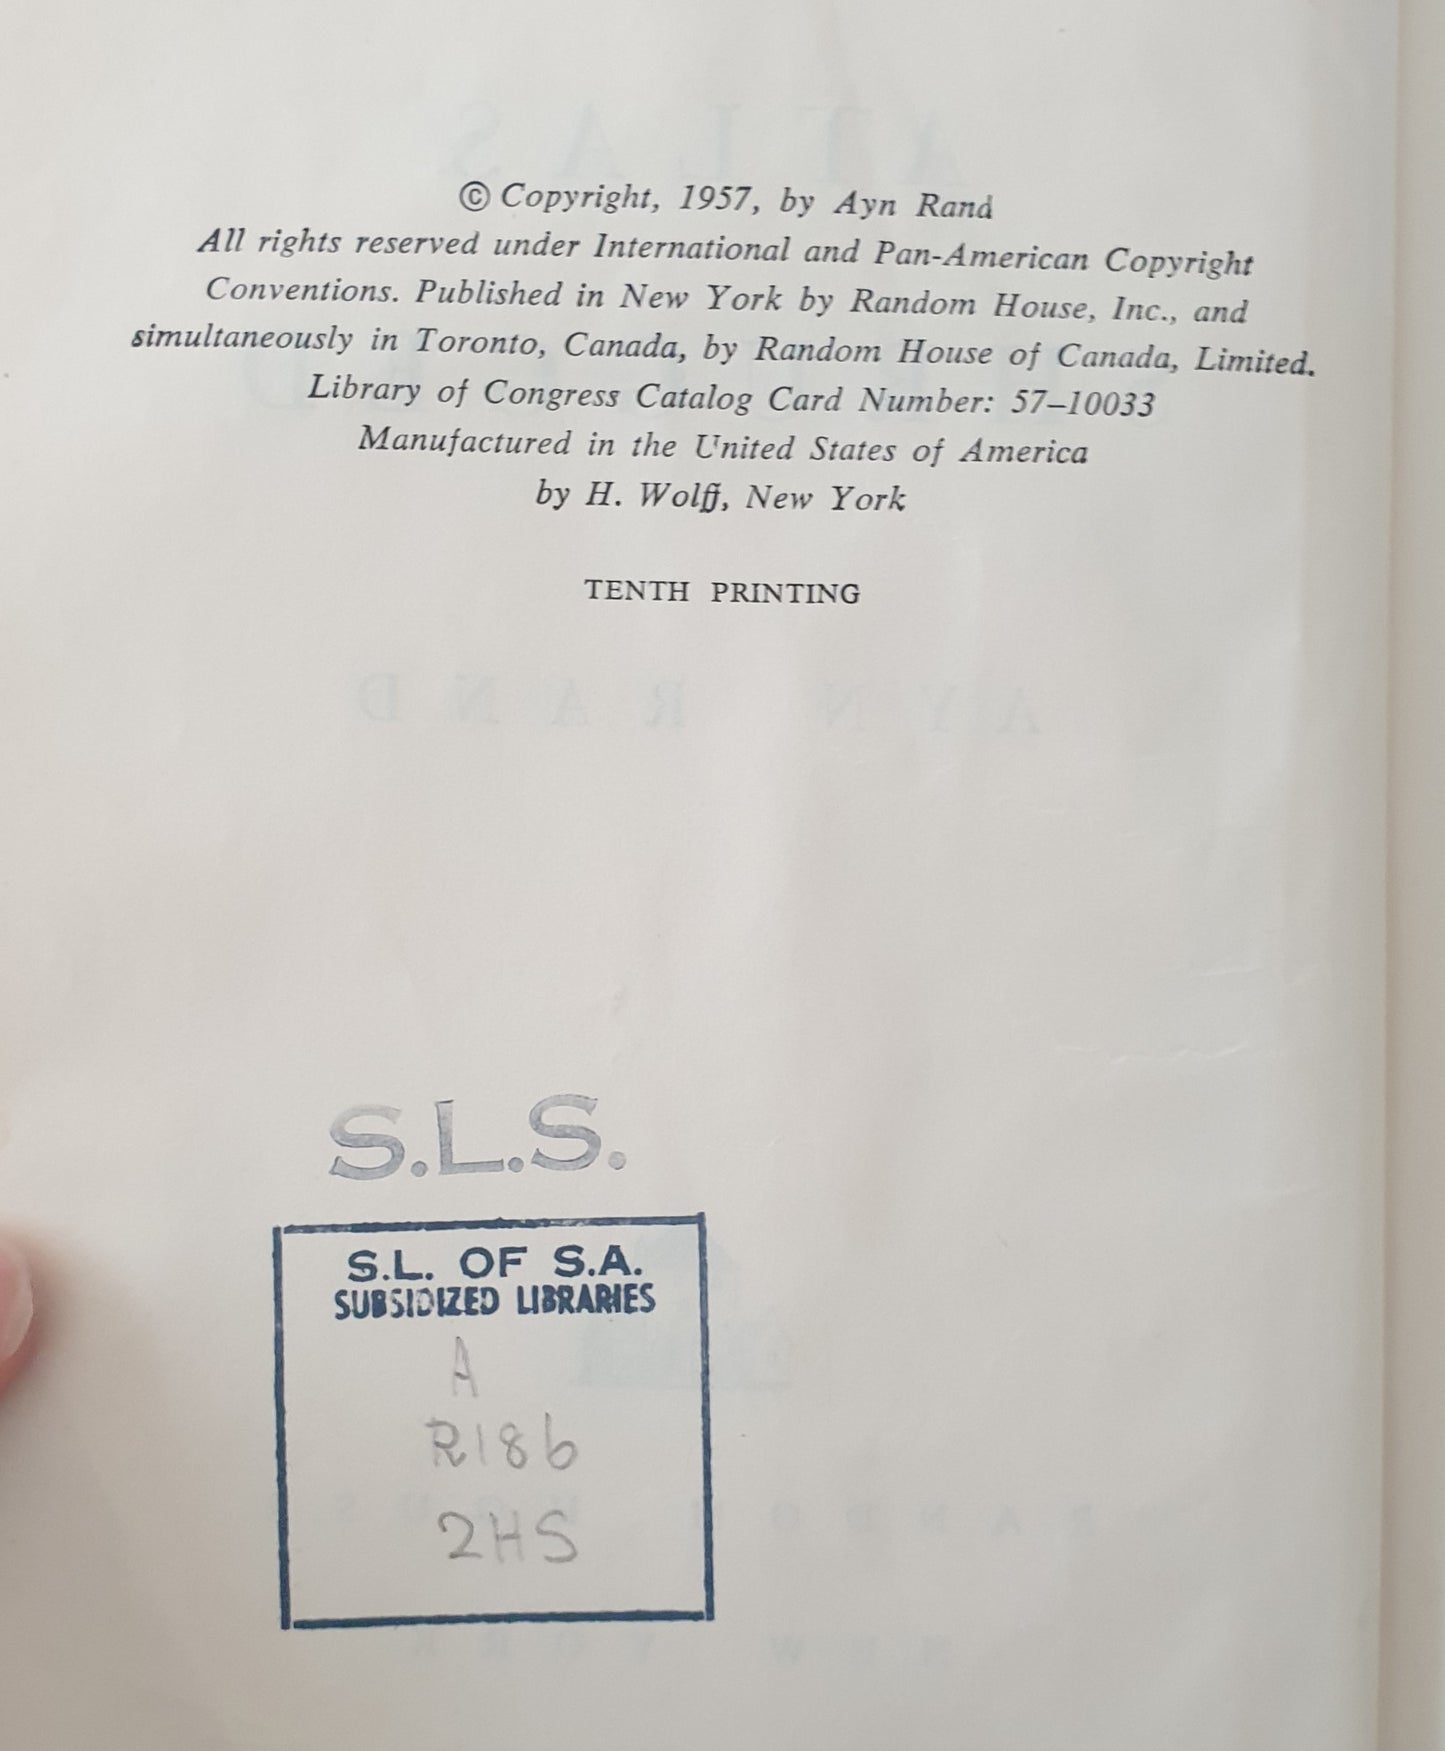 © Copyright, 1957, by Ayn Rand
All rights reserved under International and Pan-American Copyright
Conventions. Published in New York by Random House, Inc., and
simultaneously in Toronto, Canada, by Random House of Canada, Limited.
Library of Congress Catalog Card Number: 57–10033
Manufactured in the United States of America
by H. Wolff, New York
TENTH PRINTING
S.L.S.
S.L. OF S.A.
SUBSIDIZED LIBRARIES
A
R186
2HS